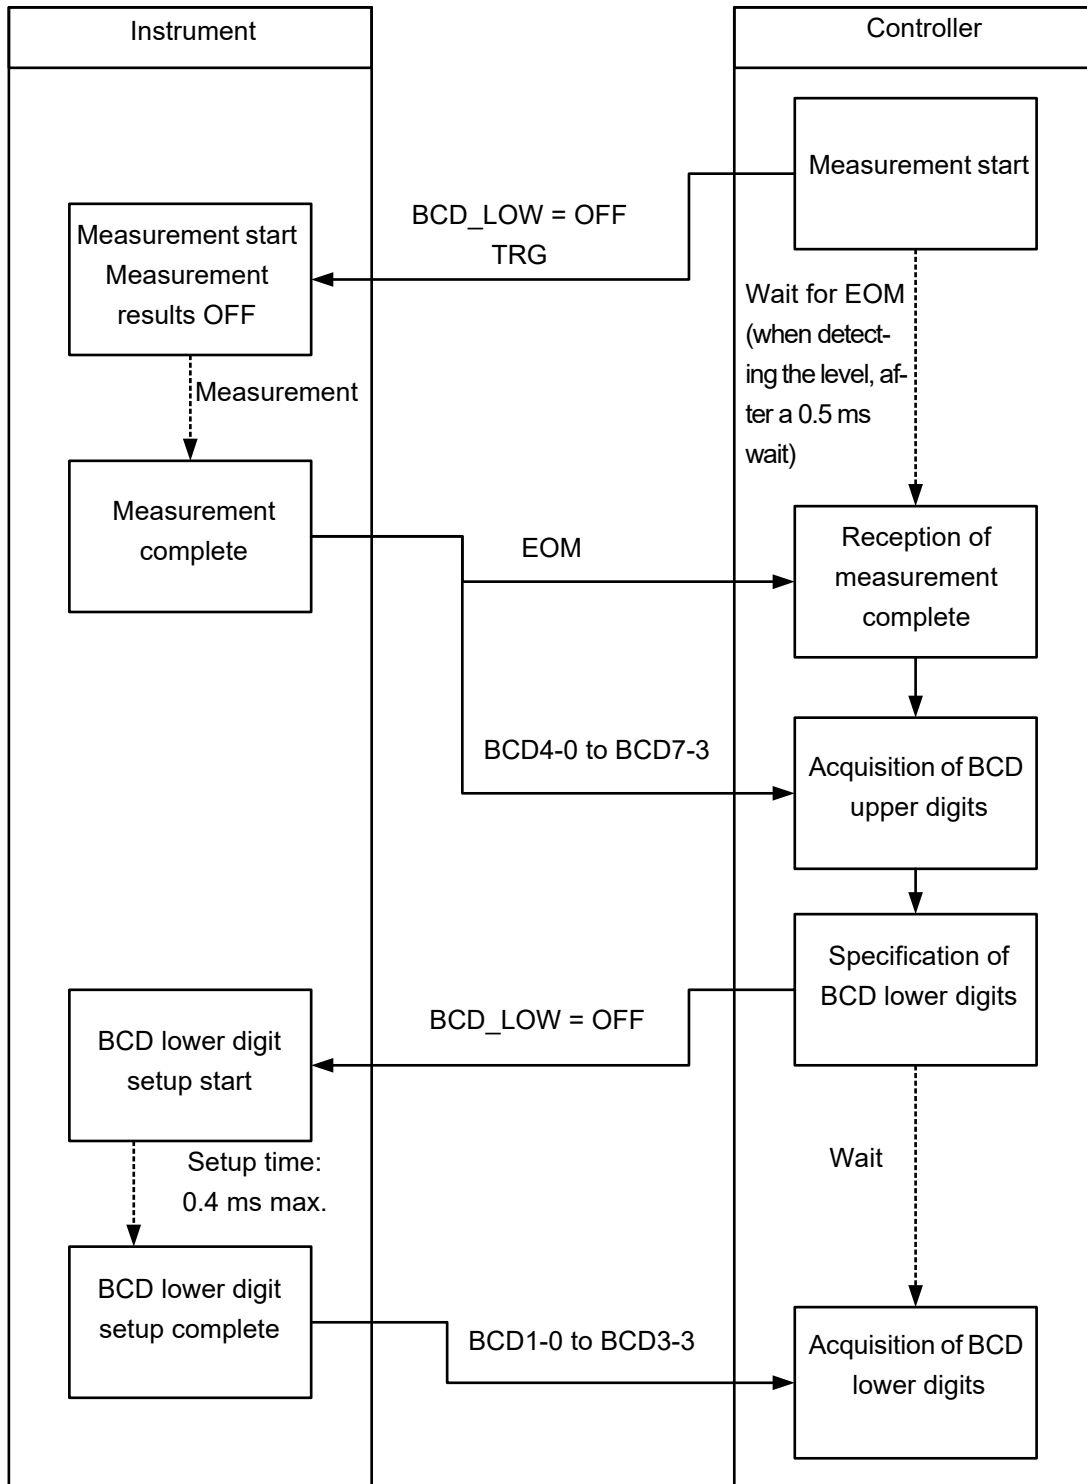 Instrument
Controller
Measurement start
BCD_LOW = OFF
TRG
Measurement start
Measurement
results OFF
Wait for EOM
(when detect-
ing the level, af-
ter a 0.5 ms
wait)
Measurement
Measurement
complete
EOM
Reception of
measurement
complete
BCD4-0 to BCD7-3
Acquisition of BCD
upper digits
Specification of
BCD lower digits
BCD_LOW = OFF
BCD lower digit
setup start
Setup time:
0.4 ms max.
Wait
BCD lower digit
setup complete
BCD1-0 to BCD3-3
Acquisition of BCD
lower digits